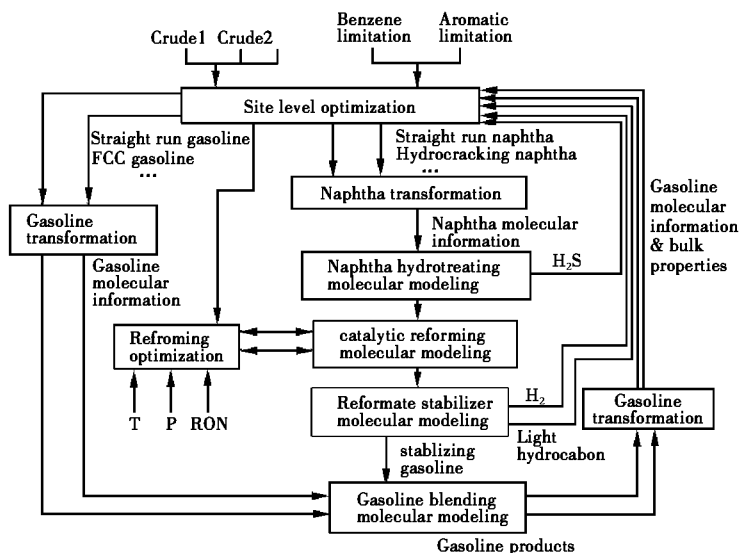 Crude1 Crude2
Benzene
limitation
Aromatic
limitation
Site level optimization
Straight run gasoline
FCC gasoline
...
Straight run naphtha
Hydrocracking naphtha
...
Naphtha transformation
Gasoline
transformation
Naphtha molecular
information
Gasoline
molecular
information
& bulk
properties
Gasoline
molecular
information
Naphtha hydrotreating
molecular modeling
H₂S
Refroming
optimization
catalytic reforming
molecular modeling
T P RON
Reformate stabilizer
molecular modeling
H₂
Light
hydrocabon
Gasoline
transformation
stablizing
gasoline
Gasoline blending
molecular modeling
Gasoline products